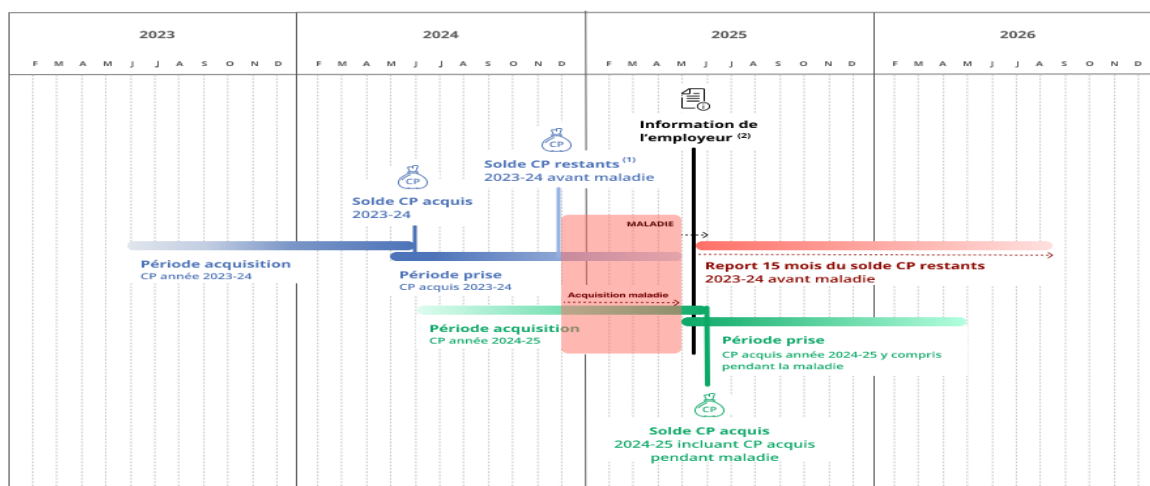 2023
2024
2025
2026
F M A M J J A S O N D
F M A M J J A S O N D
F M A M J J A S O N D
F M A M J J A S O N D
Information de
l’employeur (2)
CP
Solde CP restants (1)
2023-24 avant maladie
CP
Solde CP acquis
2023-24
MALADIE
Période acquisition
CP année 2023-24
Période prise
CP acquis 2023-24
Report 15 mois du solde CP restants
2023-24 avant maladie
Acquisition maladie
Période acquisition
CP année 2024-25
Période prise
CP acquis année 2024-25 y compris
pendant la maladie
CP
Solde CP acquis
2024-25 incluant CP acquis
pendant maladie